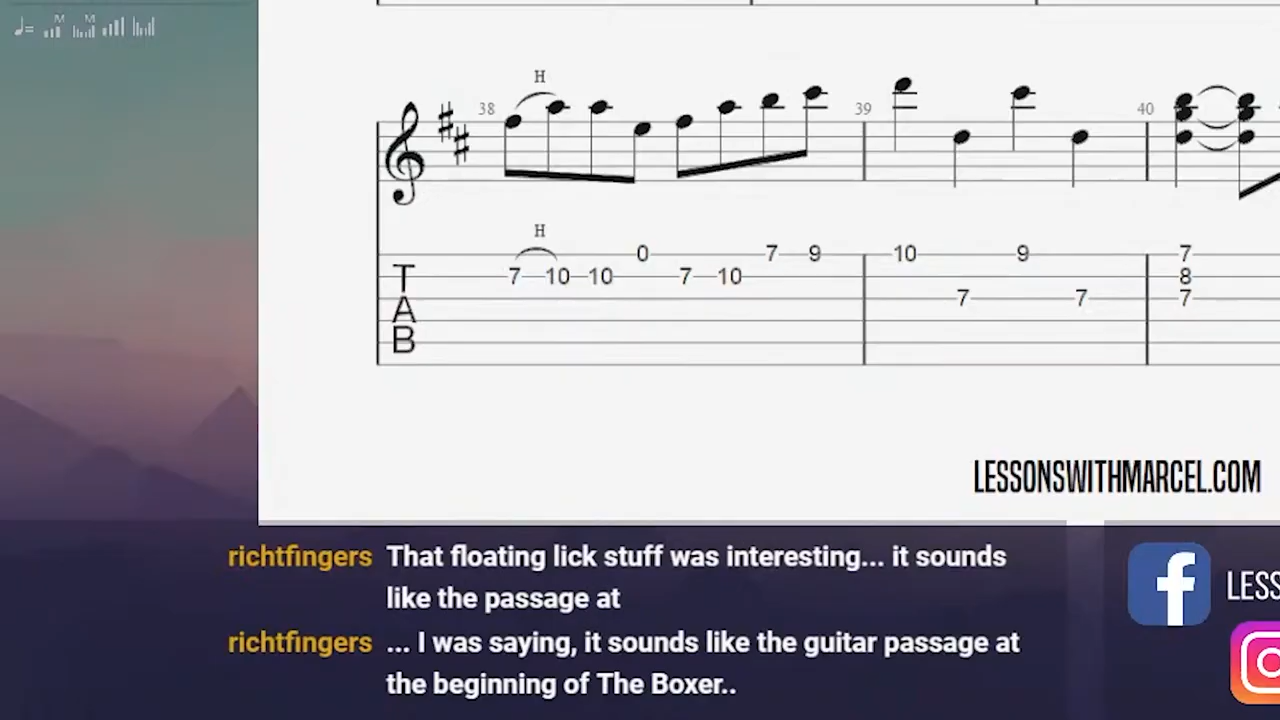 M M
H
38 39 40
H
0 7 9 10 9 7
7 10 10 7 10 8
7 7 7
T
A
B
LESSONSWITHMARCEL.COM
richtfingers That floating lick stuff was interesting... it sounds
like the passage at
richtfingers ... I was saying, it sounds like the guitar passage at
the beginning of The Boxer..
f LESS